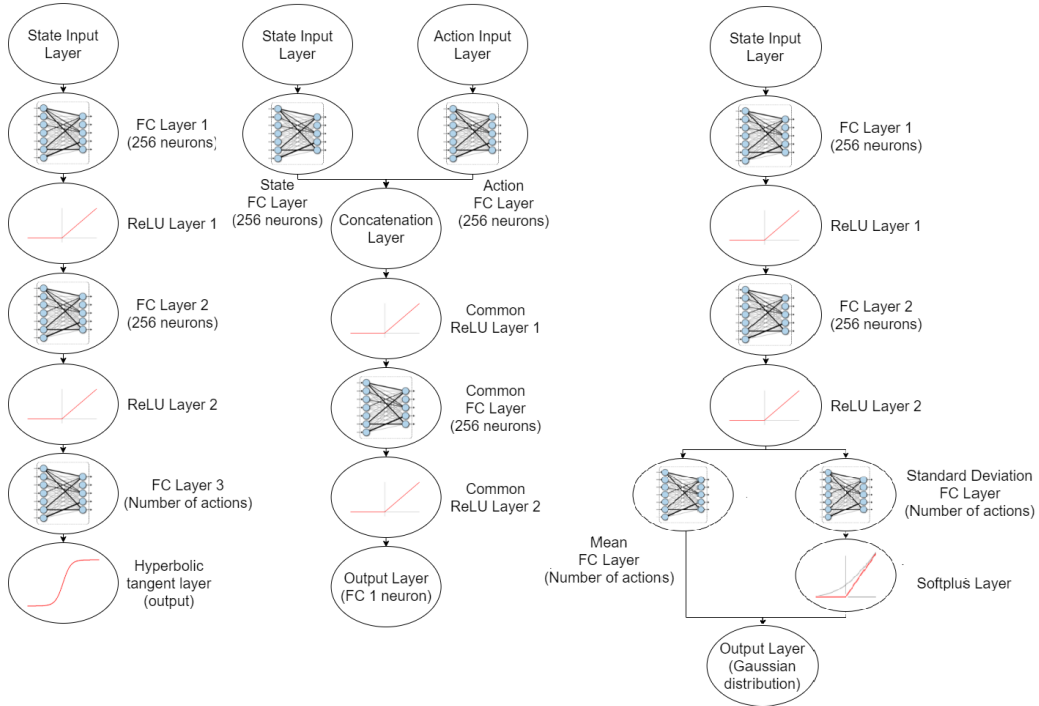 State Input
Layer
FC Layer 1
(256 neurons)
ReLU Layer 1
FC Layer 2
(256 neurons)
ReLU Layer 2
FC Layer 3
(Number of actions)
Hyperbolic
tangent layer
(output)
State Input
Layer
Action Input
Layer
State
FC Layer
(256 neurons)
Action
FC Layer
(256 neurons)
Concatenation
Layer
Common
ReLU Layer 1
Common
FC Layer
(256 neurons)
Common
ReLU Layer 2
Output Layer
(FC 1 neuron)
State Input
Layer
FC Layer 1
(256 neurons)
ReLU Layer 1
FC Layer 2
(256 neurons)
ReLU Layer 2
Mean
FC Layer
(Number of actions)
Standard Deviation
FC Layer
(Number of actions)
Softplus Layer
Output Layer
(Gaussian
distribution)